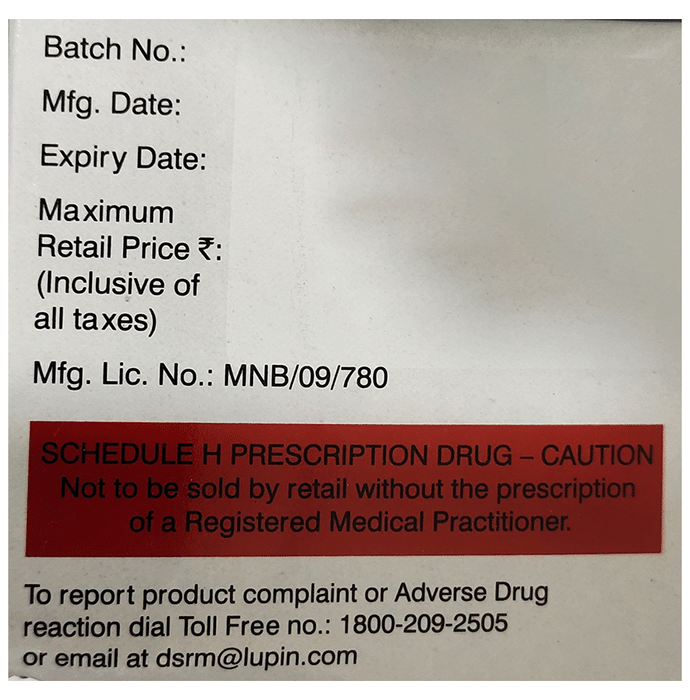 Batch No.:
Mfg. Date:
Expiry Date:
Maximum
Retail Price ₹:
(Inclusive of
all taxes)
Mfg. Lic. No.: MNB/09/780
SCHEDULE H PRESCRIPTION DRUG – CAUTION
Not to be sold by retail without the prescription
of a Registered Medical Practitioner.
To report product complaint or Adverse Drug
reaction dial Toll Free no.: 1800-209-2505
or email at dsrm@lupin.com